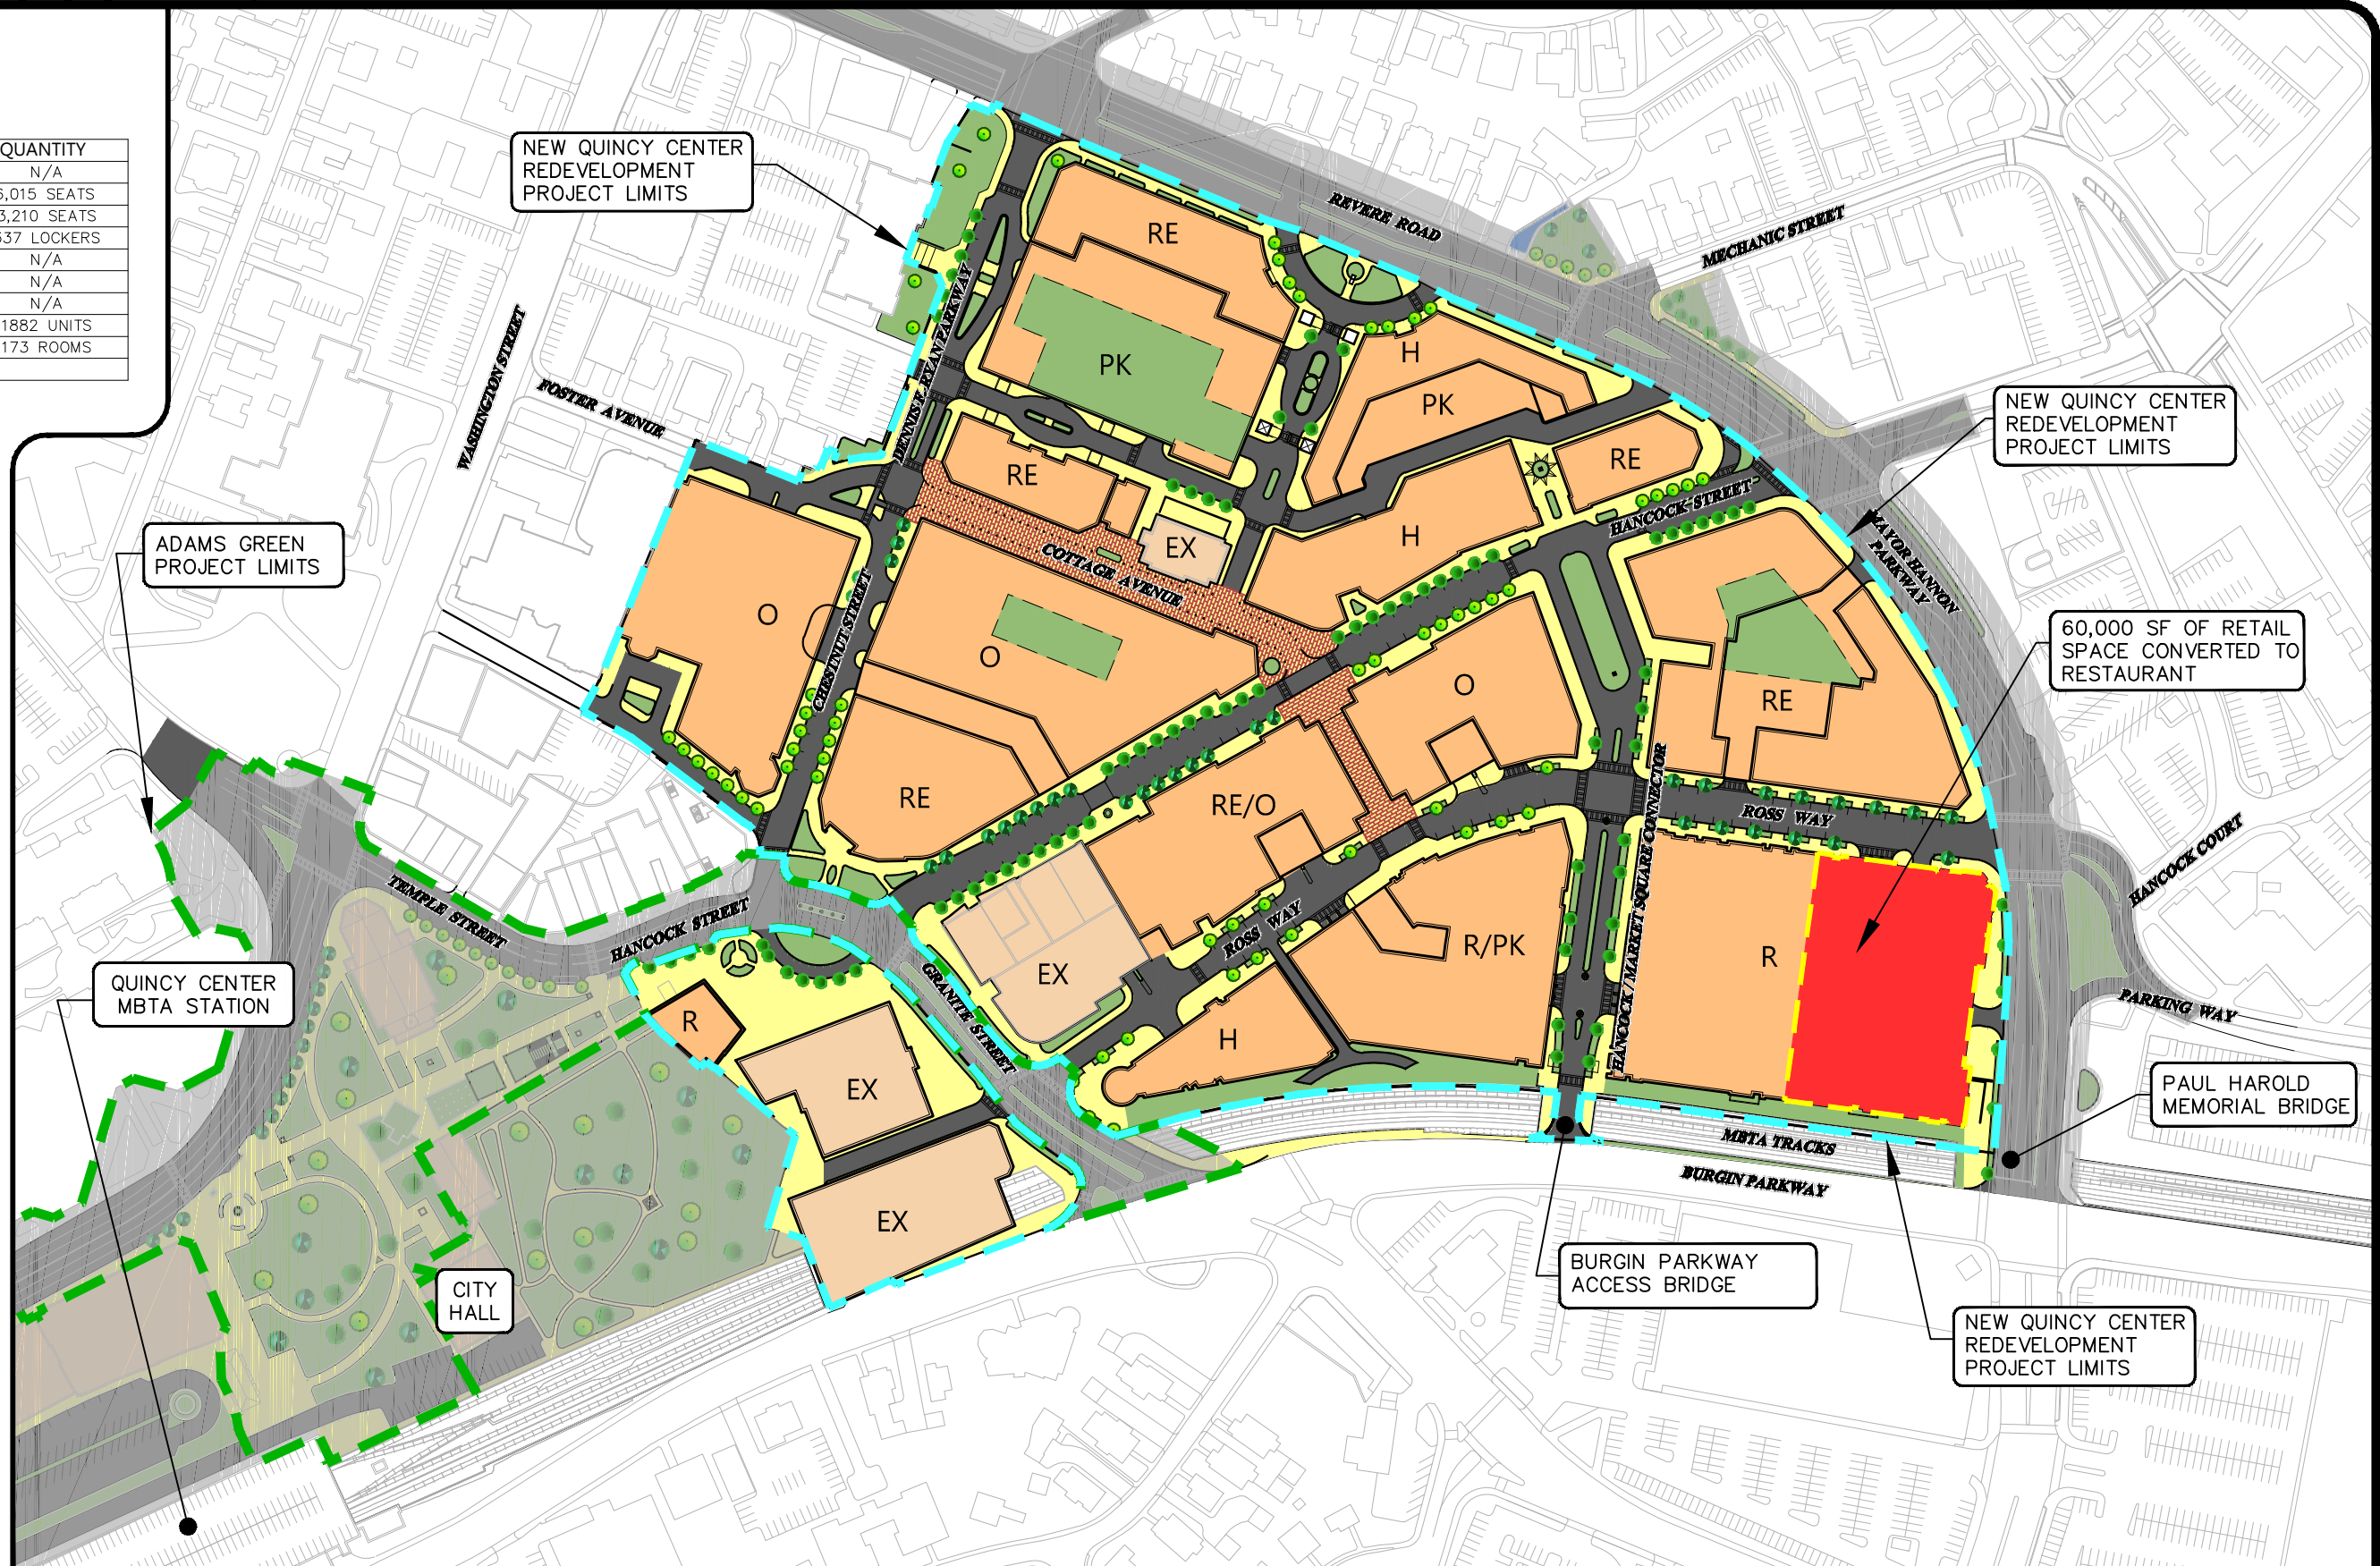 QUANTITY
N/A
6,015 SEATS
3,210 SEATS
537 LOCKERS
N/A
N/A
N/A
1882 UNITS
173 ROOMS
NEW QUINCY CENTER
REDEVELOPMENT
PROJECT LIMITS
REVERE ROAD
MECHANIC STREET
RE
DENNIS F. RYAN PARKWAY
PK
H
PK
WASHINGTON STREET
FOSTER AVENUE
NEW QUINCY CENTER
REDEVELOPMENT
PROJECT LIMITS
RE
RE
HANCOCK STREET
MAYOR HANNON
PARKWAY
ADAMS GREEN
PROJECT LIMITS
EX
H
COTTAGE AVENUE
O
CHESTNUT STREET
O
O
60,000 SF OF RETAIL
SPACE CONVERTED TO
RESTAURANT
RE
RE
RE/O
HANCOCK / MARKET SQUARE CONNECTOR
ROSS WAY
HANCOCK COURT
TEMPLE STREET
HANCOCK STREET
ROSS WAY
R/PK
R
QUINCY CENTER
MBTA STATION
EX
GRANITE STREET
R
H
PARKING WAY
EX
PAUL HAROLD
MEMORIAL BRIDGE
MBTA TRACKS
BURGIN PARKWAY
EX
CITY
HALL
BURGIN PARKWAY
ACCESS BRIDGE
NEW QUINCY CENTER
REDEVELOPMENT
PROJECT LIMITS